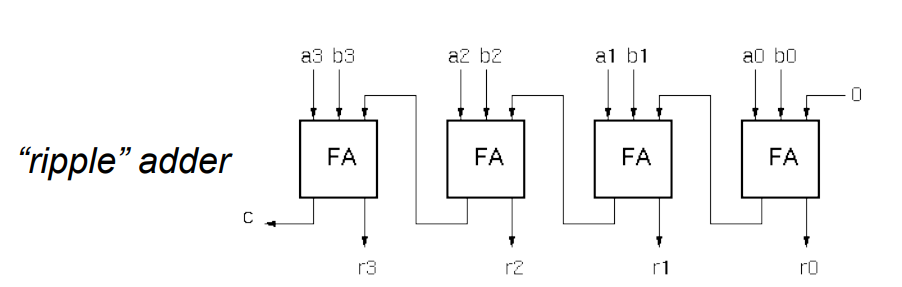 a3 b3 a2 b2 a1 b1 a0 b0
0
“ripple” adder FA FA FA FA
c
r3 r2 r1 r0